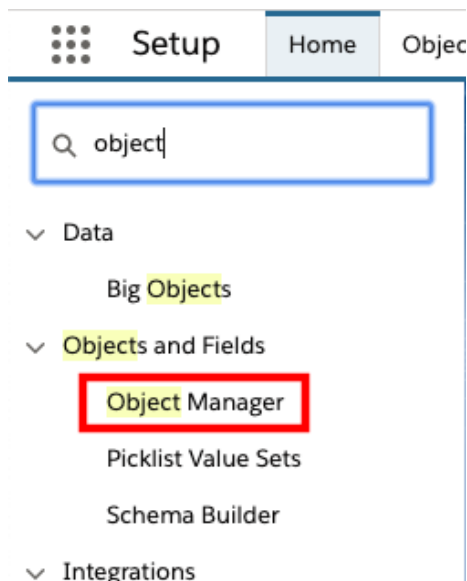 Setup Home Objec
object
Data
Big Objects
Objects and Fields
Object Manager
Picklist Value Sets
Schema Builder
Integrations